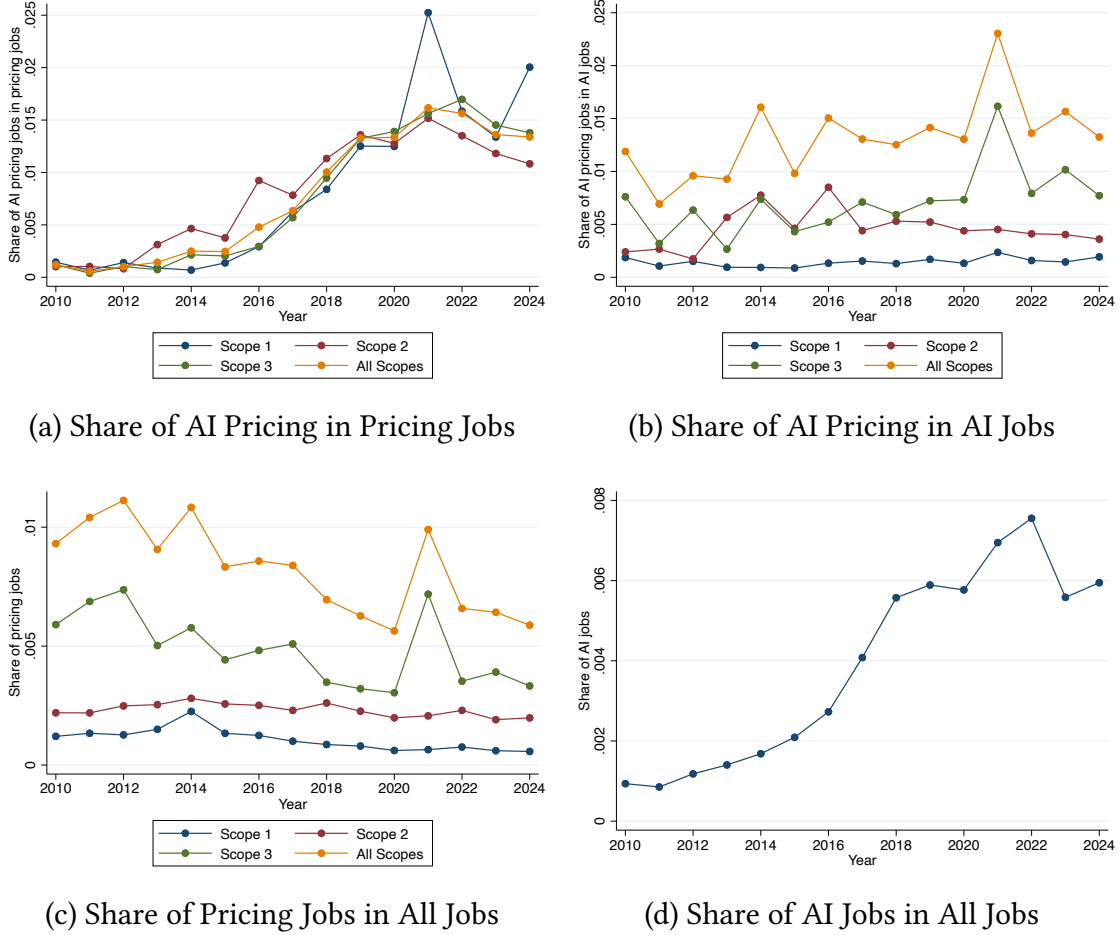 Share of AI pricing jobs in pricing jobs
.025
.02
.015
.01
.005
0
2010 2012 2014 2016 2018 2020 2022 2024
Year
Scope 1 Scope 2
Scope 3 All Scopes
(a) Share of AI Pricing in Pricing Jobs
Share of AI pricing jobs in AI jobs
.025
.02
.015
.01
.005
0
2010 2012 2014 2016 2018 2020 2022 2024
Year
Scope 1 Scope 2
Scope 3 All Scopes
(b) Share of AI Pricing in AI Jobs
Share of pricing jobs
.01
.005
0
2010 2012 2014 2016 2018 2020 2022 2024
Year
Scope 1 Scope 2
Scope 3 All Scopes
(c) Share of Pricing Jobs in All Jobs
Share of AI jobs
.008
.006
.004
.002
0
2010 2012 2014 2016 2018 2020 2022 2024
Year
(d) Share of AI Jobs in All Jobs